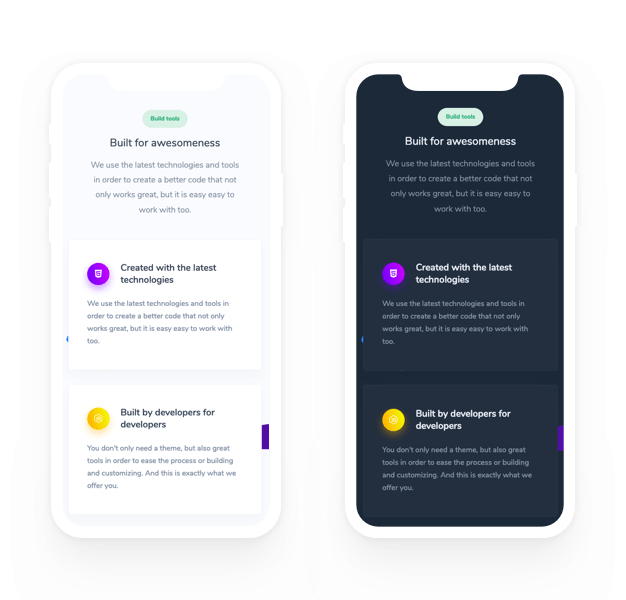 Build tools
Built for awesomeness
We use the latest technologies and tools
in order to create a better code that not
only works great, but it is easy easy to
work with too.
Created with the latest
technologies
We use the latest technologies and tools in
order to create a better code that not only
works great, but it is easy easy to work with
too.
Built by developers for
developers
You don't only need a theme, but also great
tools in order to ease the process or building
and customizing. And this is exactly what we
offer you.
Build tools
Built for awesomeness
We use the latest technologies and tools
in order to create a better code that not
only works great, but it is easy easy to
work with too.
Created with the latest
technologies
We use the latest technologies and tools in
order to create a better code that not only
works great, but it is easy easy to work with
too.
Built by developers for
developers
You don't only need a theme, but also great
tools in order to ease the process or building
and customizing. And this is exactly what we
offer you.